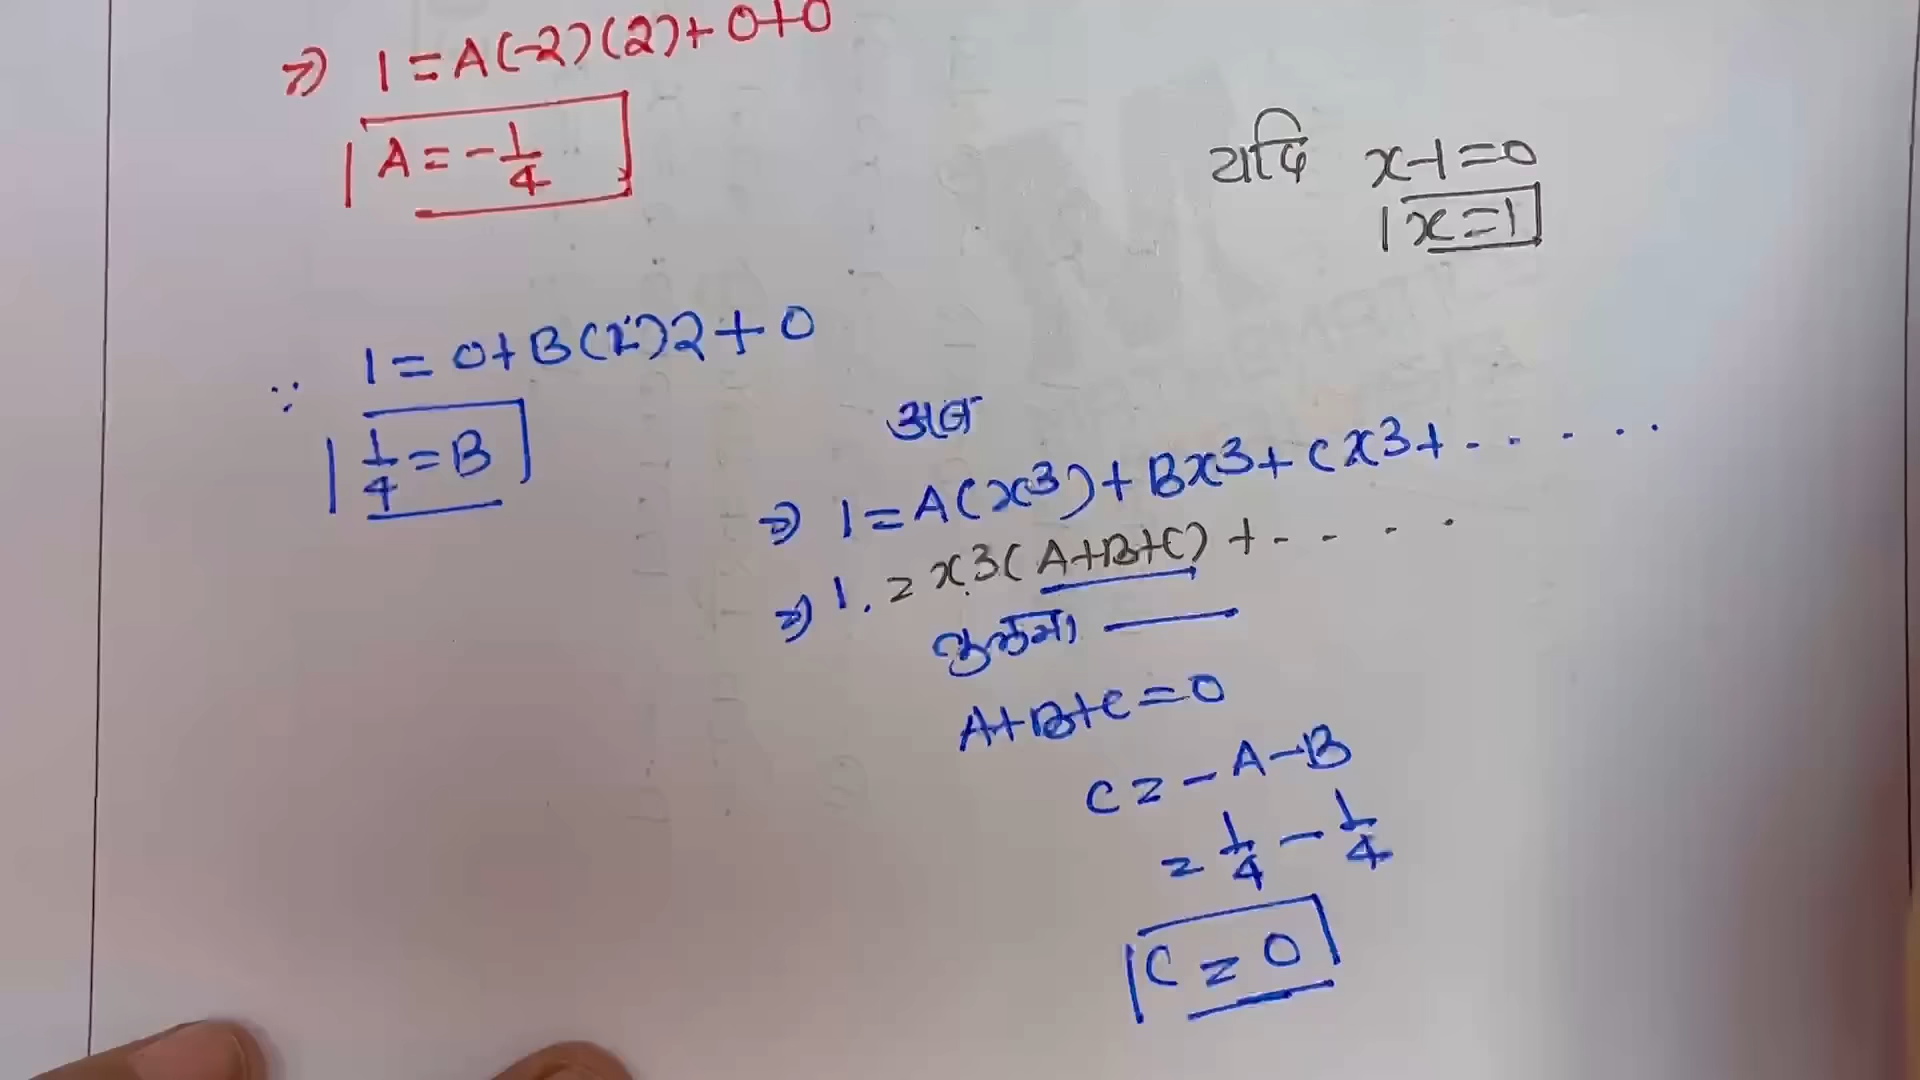 ⇒ 1 = A(-2)(2) + 0+0
A = -1/4
यदि x-1=0
x=1
∵ 1 = 0+B(2)2+0
1/4 = B
अब
⇒ 1 = A(x3)+Bx3+Cx3+.....
⇒ 1. = x3(A+B+C)+....
तुलना —
A+B+C=0
C = -A-B
= 1/4 - 1/4
C = 0